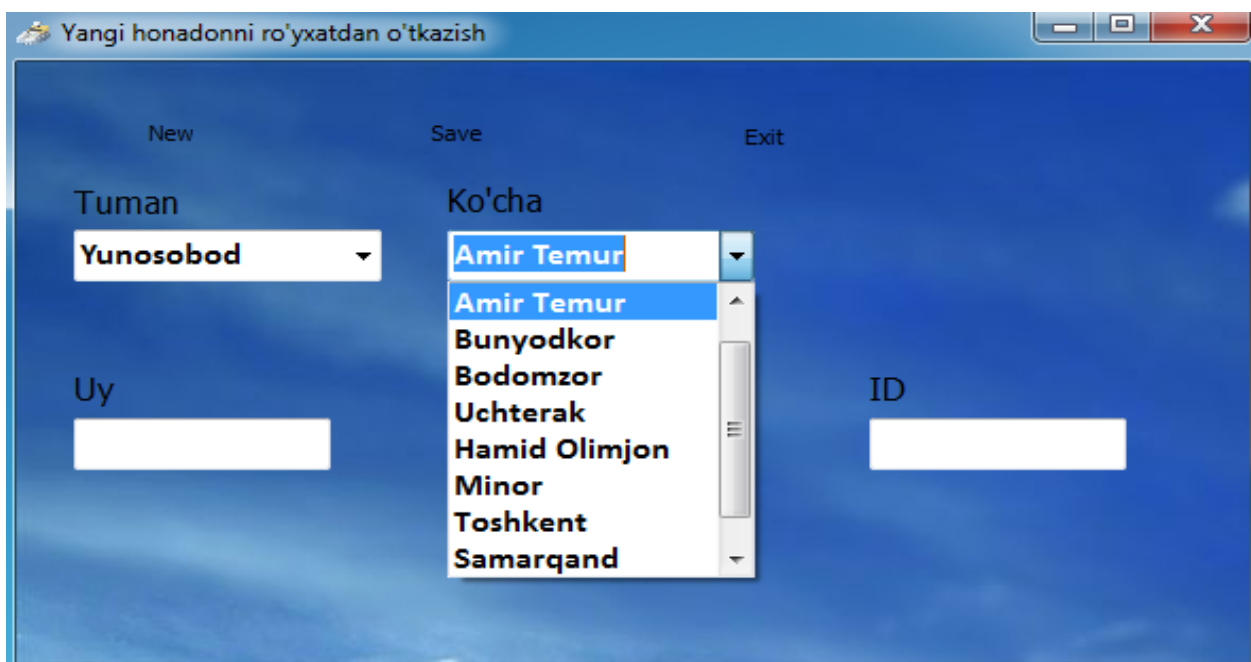 Yangi honadonni ro'yxatdan o'tkazish
New Save Exit
Tuman Ko'cha
Yunosobod Amir Temur
Amir Temur
Bunyodkor
Bodomzor
Uy ID
Uchterak
Hamid Olimjon
Minor
Toshkent
Samarqand